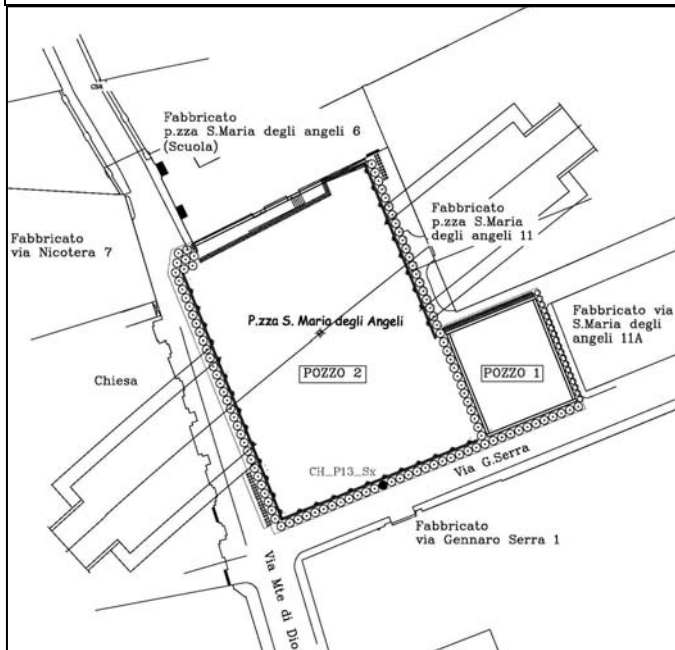 CSA
Fabbricato
p.zza S.Maria degli angeli 6
(Scuola)
Fabbricato
via Nicotera 7
Fabbricato
p.zza S.Maria
degli angeli 11
P.zza S. Maria degli Angeli
Fabbricato via
S.Maria degli
angeli 11A
Chiesa
POZZO 2
POZZO 1
CH_P13_Sx
Via G.Serra
Fabbricato
via Gennaro Serra 1
Via Mte di Dio